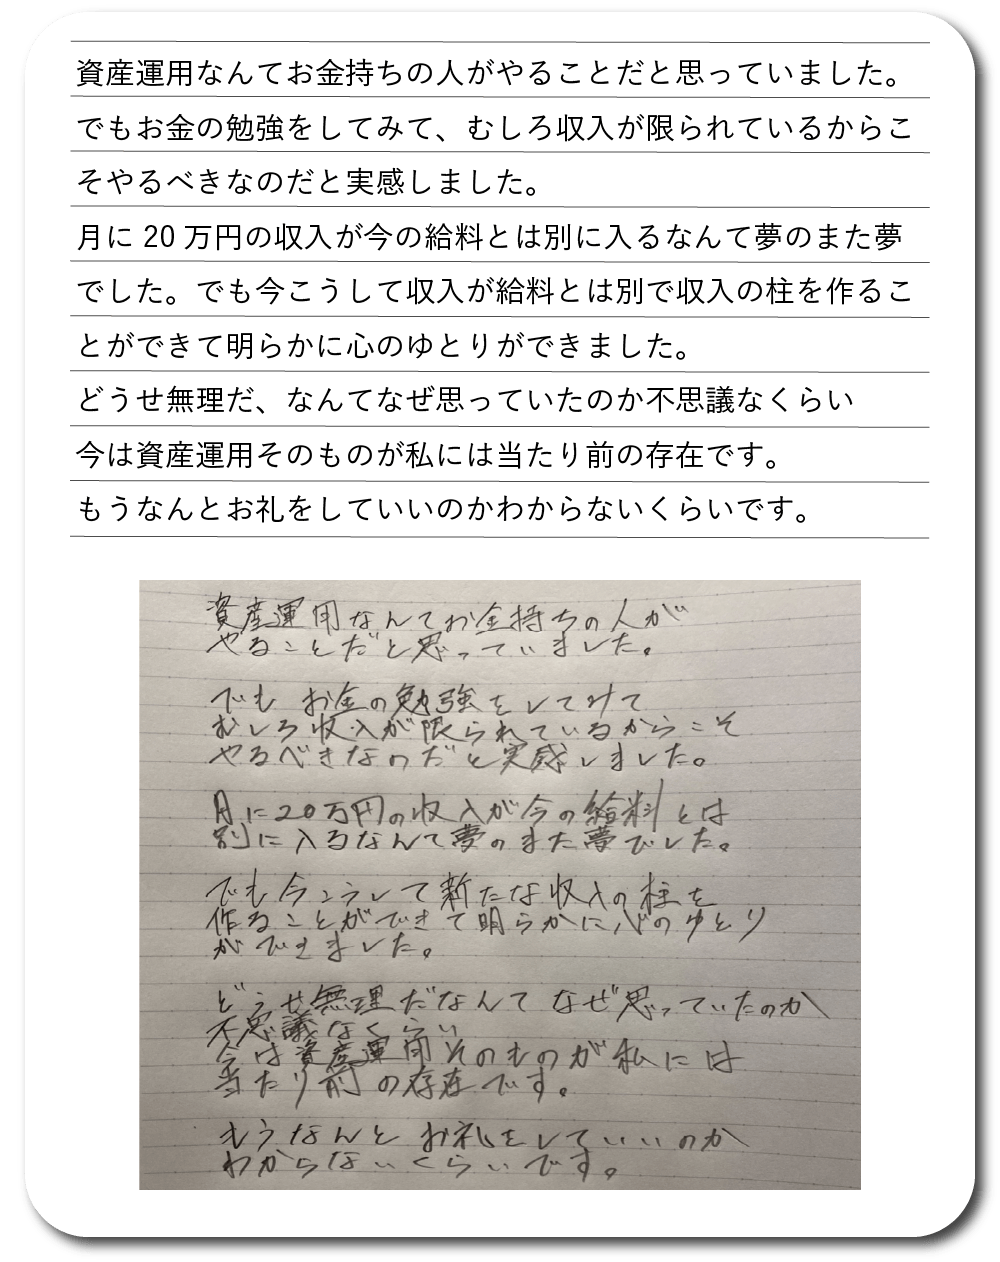 資産運用なんてお金持ちの人がやることだと思っていました。
でもお金の勉強をしてみて、むしろ収入が限られているからこ
そやるべきなのだと実感しました。
月に 20 万円の収入が今の給料とは別に入るなんて夢のまた夢
でした。でも今こうして収入が給料とは別で収入の柱を作るこ
とができて明らかに心のゆとりができました。
どうせ無理だ、なんてなぜ思っていたのか不思議なくらい
今は資産運用そのものが私には当たり前の存在です。
もうなんとお礼をしていいのかわからないくらいです。
資産運用なんてお金持ちの人が
やることだと思っていました。
でも お金の勉強をしてみて
むしろ収入が限られているからこそ
やるべきなのだと実感しました。
月に20万円の収入が今の給料とは
別に入るなんて夢のまた夢でした。
でも今こうして新たな収入の柱を
作ることができて明らかに心のゆとり
ができました。
どうせ無理だなんて なぜ思っていたのか
不思議なくらい
今は資産運用そのものが私には
当たり前の存在です。
もうなんとお礼をしていいのか
わからないくらいです。